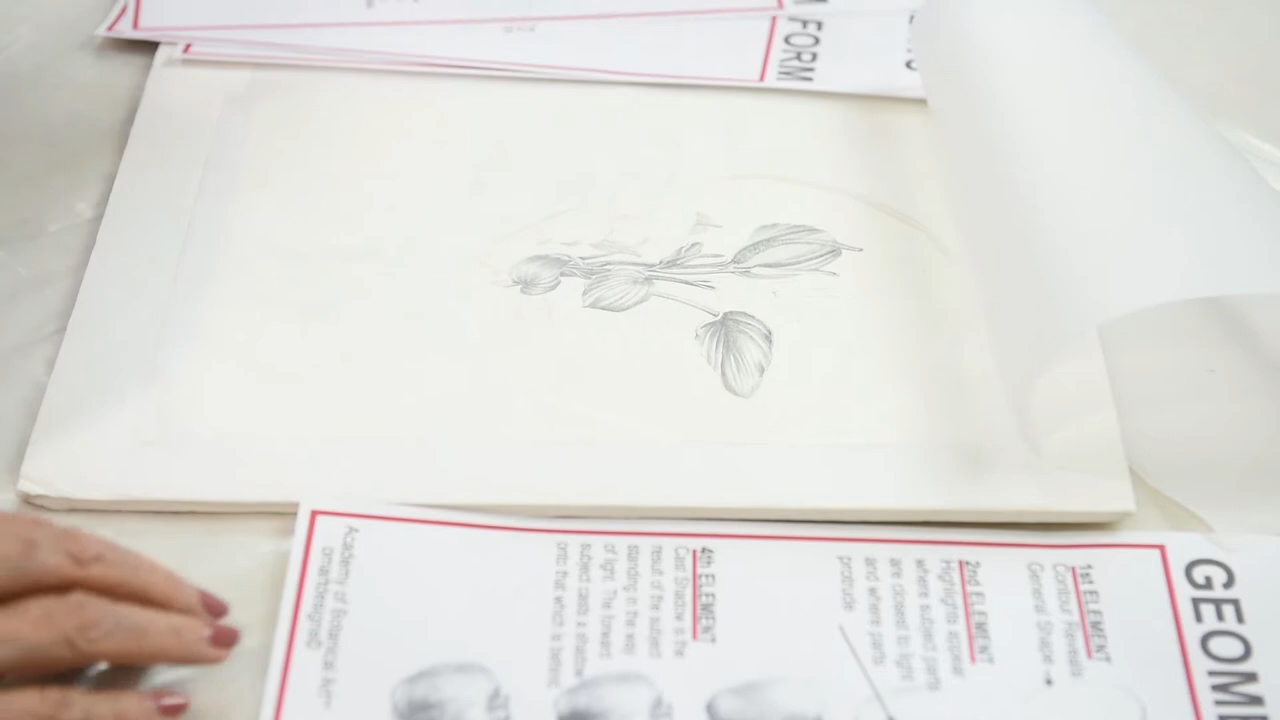 FORM
GEOM
1st ELEMENT
Contour Reveals
General Shape
2nd ELEMENT
Highlights appear
where subject parts
are closest to light
and where parts
protrude
4th ELEMENT
Cast Shadow is the
result of the subject
standing in the way
of light. The forward
subject casts a shadow
onto that which is behind
Academy of Botanical Art™
omartdesigns©